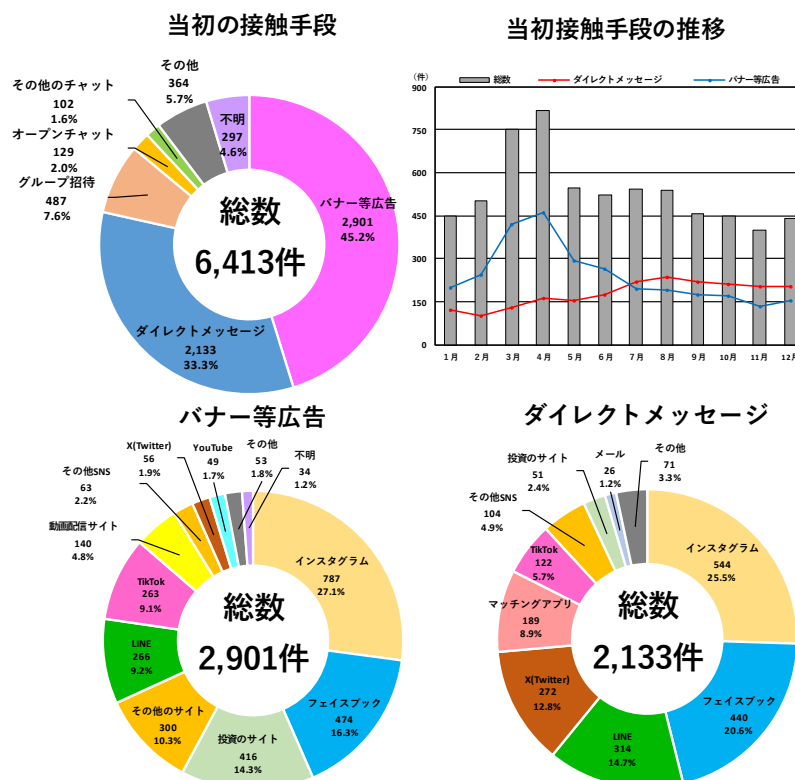 当初の接触手段
その他
364
5.7%
その他のチャット
102
1.6%
オープンチャット
129
2.0%
グループ招待
487
7.6%
不明
297
4.6%
バナー等広告
2,901
45.2%
総数
6,413件
ダイレクトメッセージ
2,133
33.3%
当初接触手段の推移
(件)
総数
ダイレクトメッセージ
バナー等広告
900
750
600
450
300
150
0
1月 2月 3月 4月 5月 6月 7月 8月 9月 10月 11月 12月
バナー等広告
X(Twitter)
56
1.9%
YouTube
49
1.7%
その他
53
1.8%
不明
34
1.2%
その他SNS
63
2.2%
動画配信サイト
140
4.8%
インスタグラム
787
27.1%
TikTok
263
9.1%
総数
2,901件
LINE
266
9.2%
フェイスブック
474
16.3%
その他のサイト
300
10.3%
投資のサイト
416
14.3%
ダイレクトメッセージ
投資のサイト
51
2.4%
メール
26
1.2%
その他
71
3.3%
その他SNS
104
4.9%
インスタグラム
544
25.5%
TikTok
122
5.7%
マッチングアプリ
189
8.9%
総数
2,133件
X(Twitter)
272
12.8%
フェイスブック
440
20.6%
LINE
314
14.7%